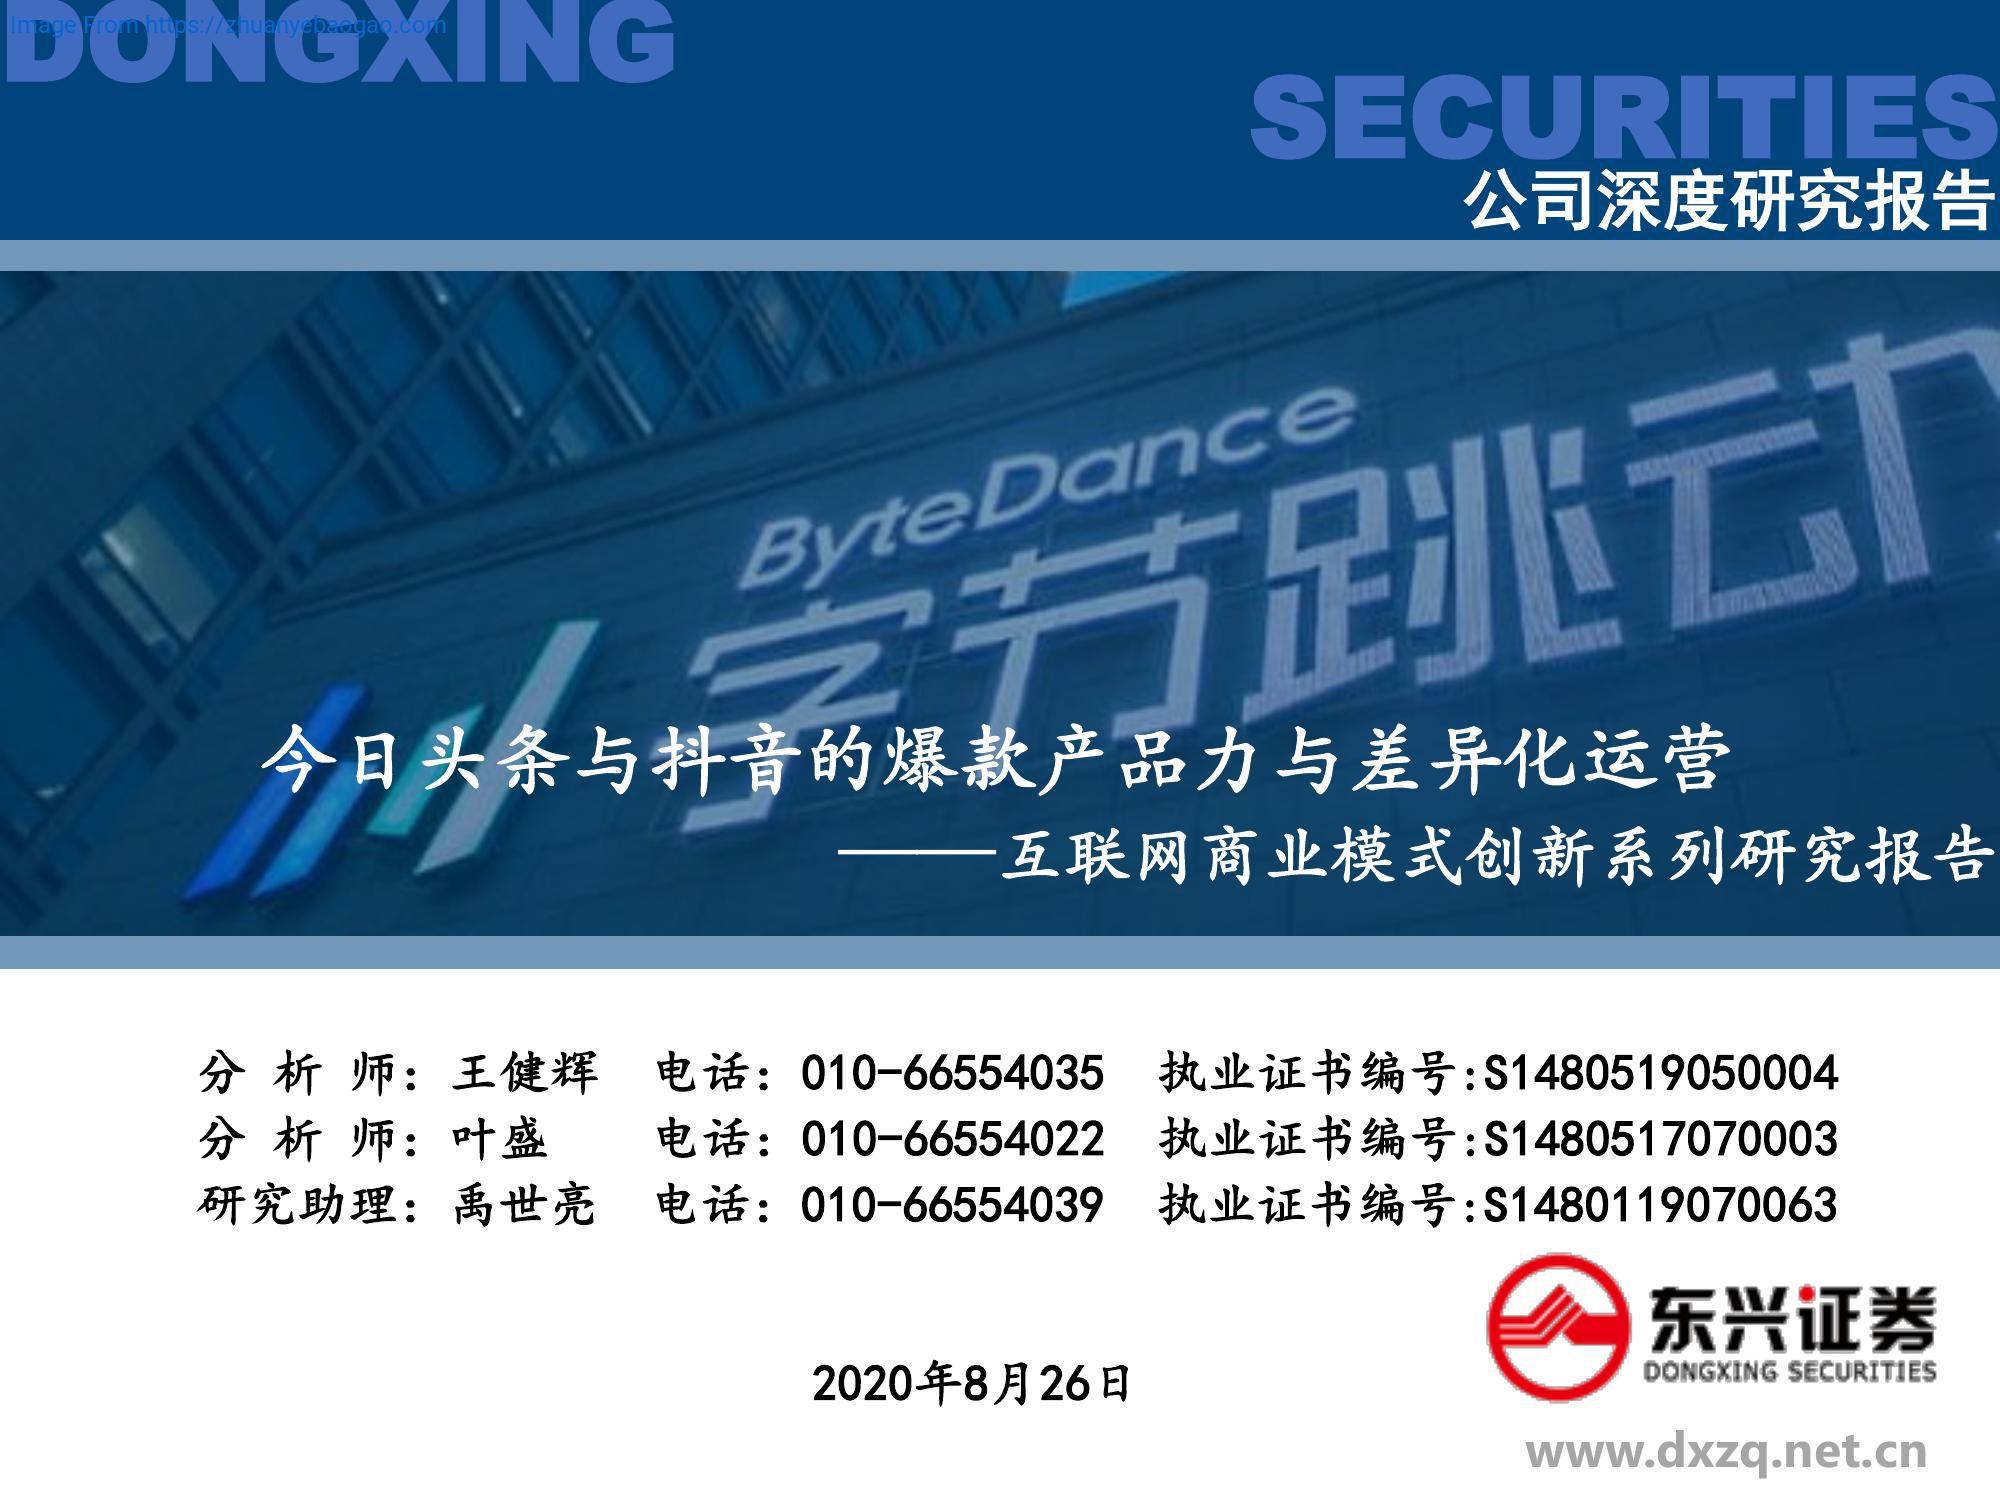 Image From https://zhuanyebaogao.com
DONGXING
SECURITIES
公司深度研究报告
ByteDance
字节跳动
今日头条与抖音的爆款产品力与差异化运营
——互联网商业模式创新系列研究报告
分 析 师：王健辉 电话：010-66554035 执业证书编号:S1480519050004
分 析 师：叶盛 电话：010-66554022 执业证书编号:S1480517070003
研究助理：禹世亮 电话：010-66554039 执业证书编号:S1480119070063
东兴证券
DONGXING SECURITIES
2020年8月26日
www.dxzq.net.cn